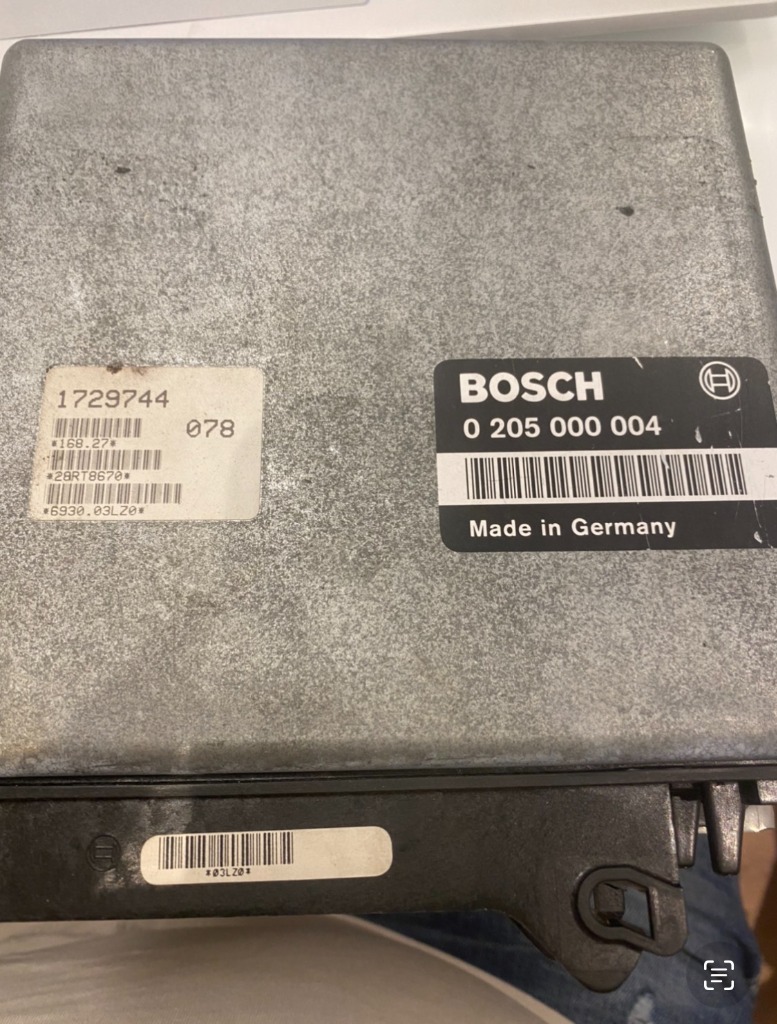 1729744
078
*168.27*
*28RT8670*
*6930.03LZ0*
BOSCH
0 205 000 004
Made in Germany
*03LZ0*